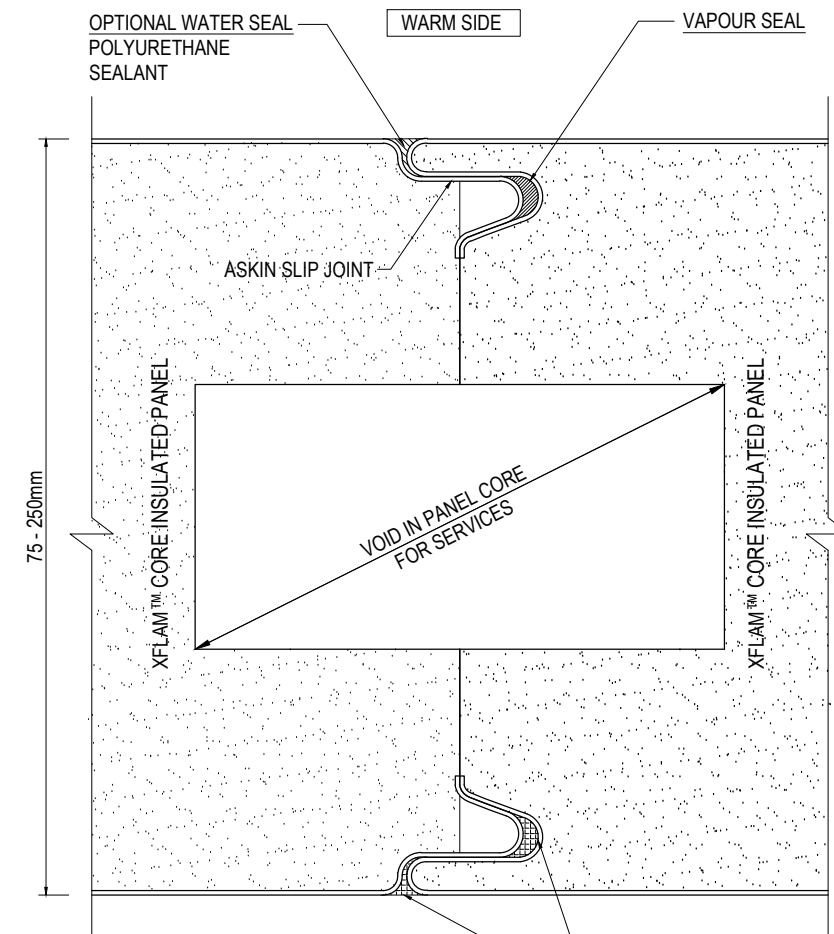 OPTIONAL WATER SEAL
POLYURETHANE
SEALANT
WARM SIDE
VAPOUR SEAL
ASKIN SLIP JOINT
XFLAM™ CORE INSULATED PANEL
75 - 250mm
VOID IN PANEL CORE
FOR SERVICES
XFLAM™ CORE INSULATED PANEL